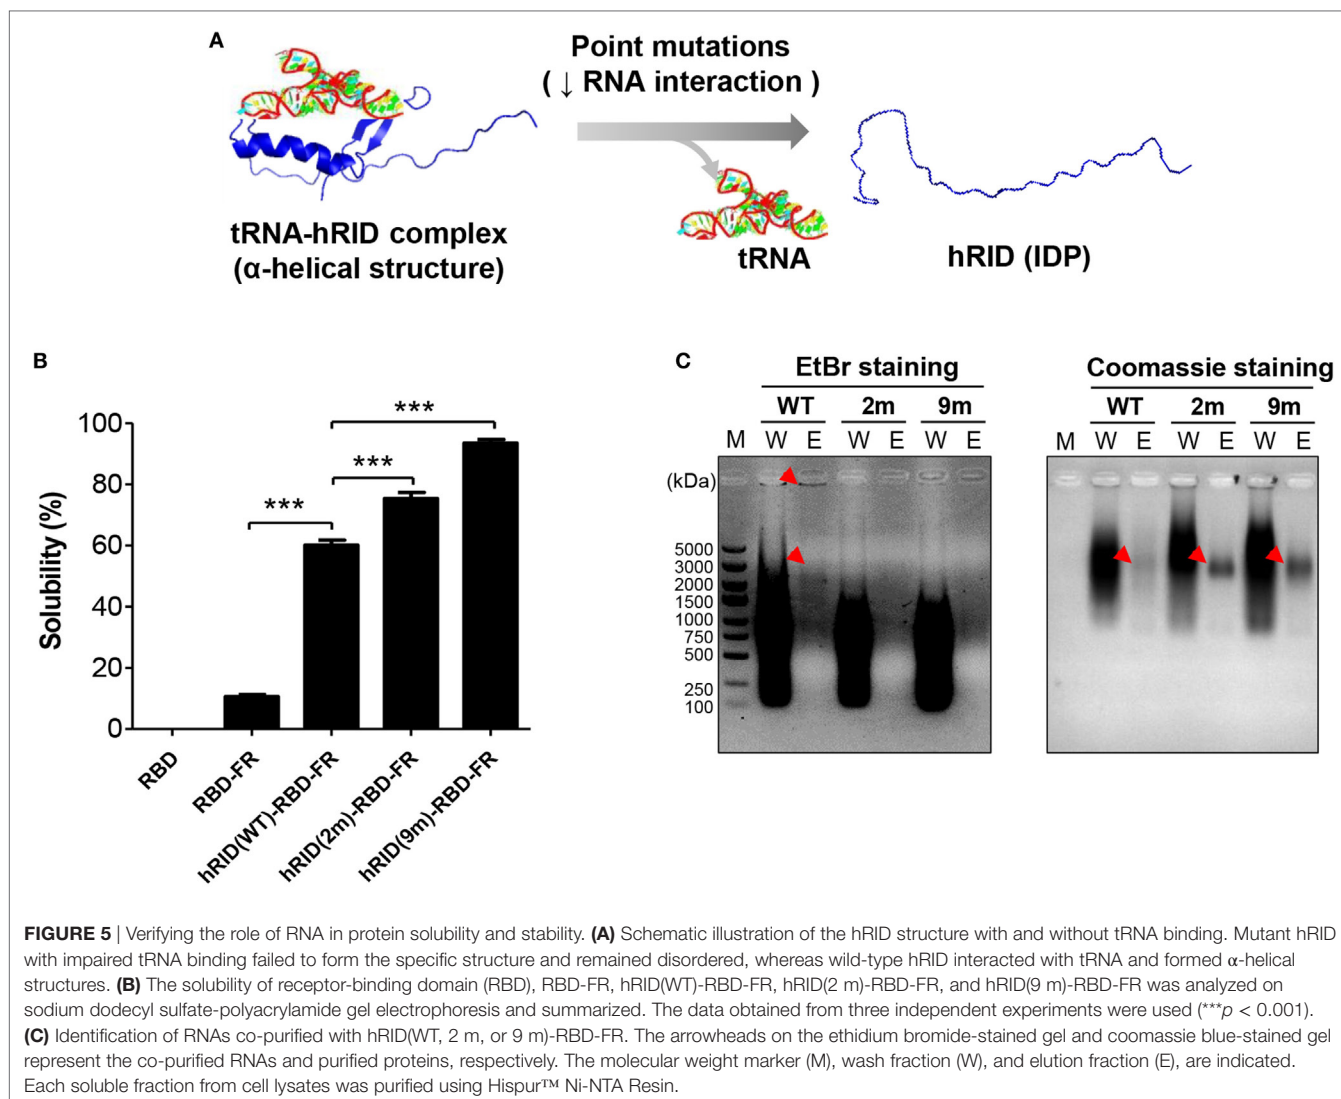 A
Point mutations
( ↓ RNA interaction )
tRNA-hRID complex
(α-helical structure)
tRNA
hRID (IDP)
B
Solubility (%)
100
80
60
40
20
0
***
***
***
RBD
RBD-FR
hRID(WT)-RBD-FR
hRID(2m)-RBD-FR
hRID(9m)-RBD-FR
C
EtBr staining
WT 2m 9m
M W E W E W E
(kDa)
5000
3000
2000
1500
1000
750
500
250
100
Coomassie staining
WT 2m 9m
M W E W E W E
FIGURE 5 | Verifying the role of RNA in protein solubility and stability. (A) Schematic illustration of the hRID structure with and without tRNA binding. Mutant hRID
with impaired tRNA binding failed to form the specific structure and remained disordered, whereas wild-type hRID interacted with tRNA and formed α-helical
structures. (B) The solubility of receptor-binding domain (RBD), RBD-FR, hRID(WT)-RBD-FR, hRID(2 m)-RBD-FR, and hRID(9 m)-RBD-FR was analyzed on
sodium dodecyl sulfate-polyacrylamide gel electrophoresis and summarized. The data obtained from three independent experiments were used (***p < 0.001).
(C) Identification of RNAs co-purified with hRID(WT, 2 m, or 9 m)-RBD-FR. The arrowheads on the ethidium bromide-stained gel and coomassie blue-stained gel
represent the co-purified RNAs and purified proteins, respectively. The molecular weight marker (M), wash fraction (W), and elution fraction (E), are indicated.
Each soluble fraction from cell lysates was purified using Hispur™ Ni-NTA Resin.